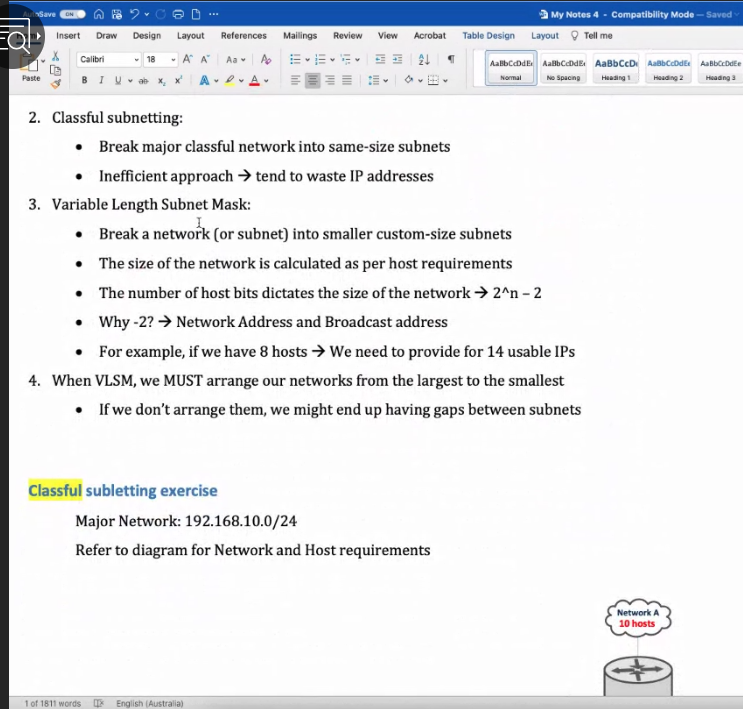 AutoSave ON My Notes 4 - Compatibility Mode — Saved
Insert Draw Design Layout References Mailings Review View Acrobat Table Design Layout Tell me
Calibri 18 A A Aa A
Paste B I U ab x₂ x² A A
AaBbCcDdEe AaBbCcDdEe AaBbCcD AaBbCcDdEe AaBbCcDdEe
Normal No Spacing Heading 1 Heading 2 Heading 3
2. Classful subnetting:
• Break major classful network into same-size subnets
• Inefficient approach → tend to waste IP addresses
3. Variable Length Subnet Mask:
• Break a network (or subnet) into smaller custom-size subnets
• The size of the network is calculated as per host requirements
• The number of host bits dictates the size of the network → 2^n – 2
• Why -2? → Network Address and Broadcast address
• For example, if we have 8 hosts → We need to provide for 14 usable IPs
4. When VLSM, we MUST arrange our networks from the largest to the smallest
• If we don't arrange them, we might end up having gaps between subnets
Classful subletting exercise
Major Network: 192.168.10.0/24
Refer to diagram for Network and Host requirements
Network A
10 hosts
1 of 1811 words English (Australia)